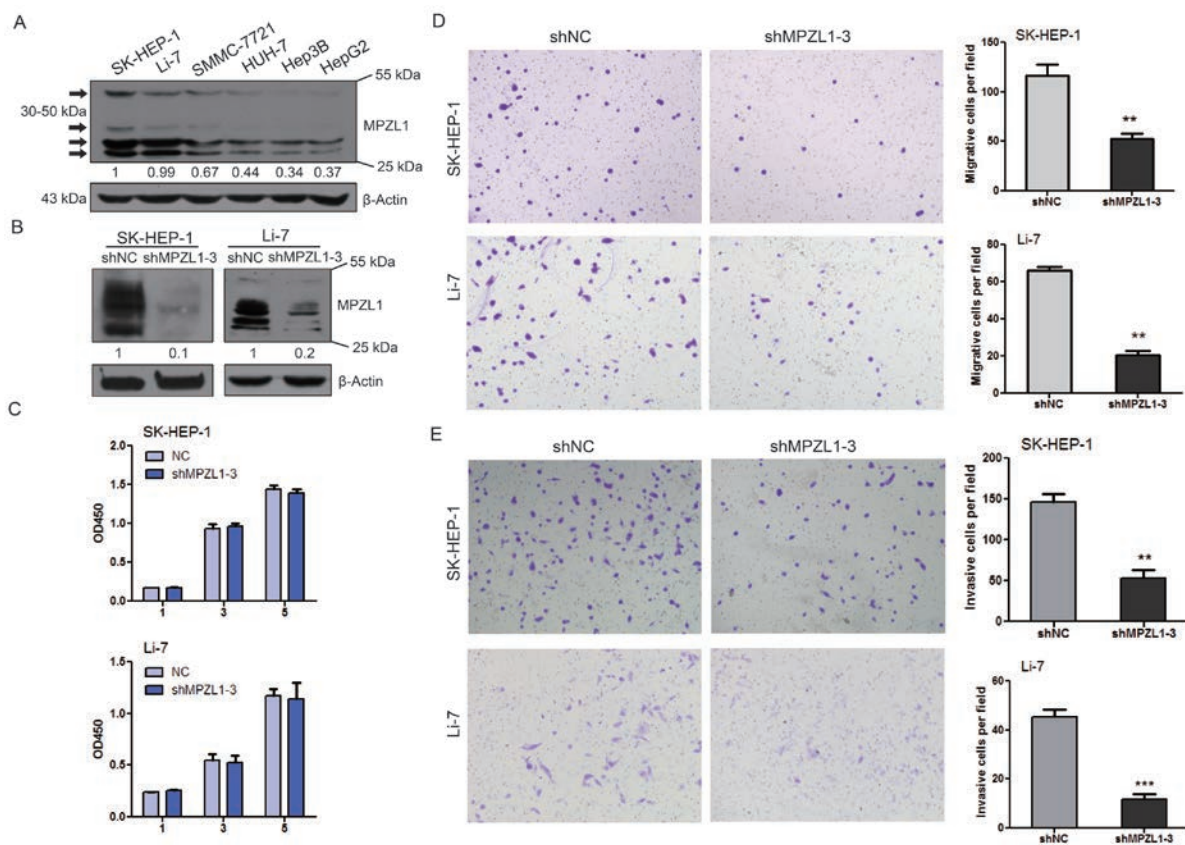 A
SK-HEP-1
Li-7
SMMC-7721
HUH-7
Hep3B
HepG2
55 kDa
30-50 kDa
MPZL1
25 kDa
1 0.99 0.67 0.44 0.34 0.37
43 kDa
β-Actin
B
SK-HEP-1 Li-7
shNC shMPZL1-3 shNC shMPZL1-3
55 kDa
MPZL1
25 kDa
1 0.1 1 0.2
β-Actin
C
SK-HEP-1
NC
shMPZL1-3
OD450
2.0
1.5
1.0
0.5
0.0
1 3 5
Li-7
NC
shMPZL1-3
OD450
1.5
1.0
0.5
0.0
1 3 5
D
shNC shMPZL1-3
SK-HEP-1
Li-7
SK-HEP-1
Migrative cells per field
150
100
50
0
**
shNC shMPZL1-3
Li-7
Migrative cells per field
80
60
40
20
0
**
shNC shMPZL1-3
E
shNC shMPZL1-3
SK-HEP-1
Li-7
SK-HEP-1
Invasive cells per field
200
150
100
50
0
**
shNC shMPZL1-3
Li-7
Invasive cells per field
60
40
20
0
***
shNC shMPZL1-3